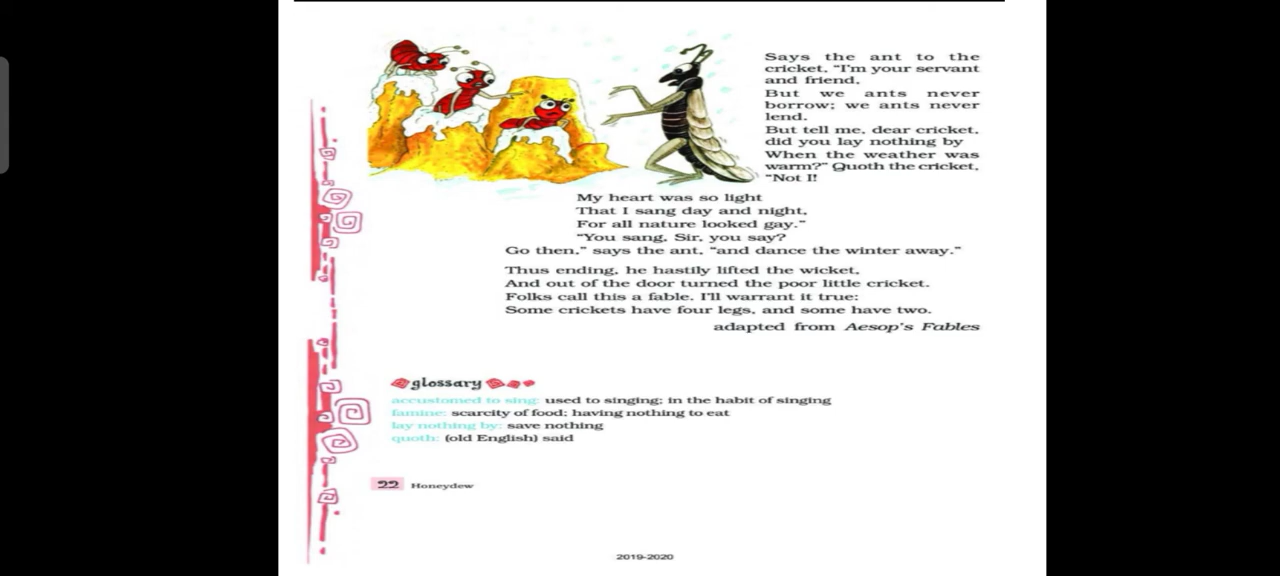 Says the ant to the
cricket, "I'm your servant
and friend,
But we ants never
borrow; we ants never
lend.
But tell me, dear cricket,
did you lay nothing by
When the weather was
warm?" Quoth the cricket,
"Not I!
My heart was so light
That I sang day and night,
For all nature looked gay."
"You sang, Sir, you say?
Go then," says the ant, "and dance the winter away."
Thus ending, he hastily lifted the wicket,
And out of the door turned the poor little cricket.
Folks call this a fable. I'll warrant it true:
Some crickets have four legs, and some have two.
adapted from Aesop's Fables
glossary
accustomed to sing: used to singing; in the habit of singing
famine: scarcity of food; having nothing to eat
lay nothing by: save nothing
quoth: (old English) said
22 Honeydew
2019-2020